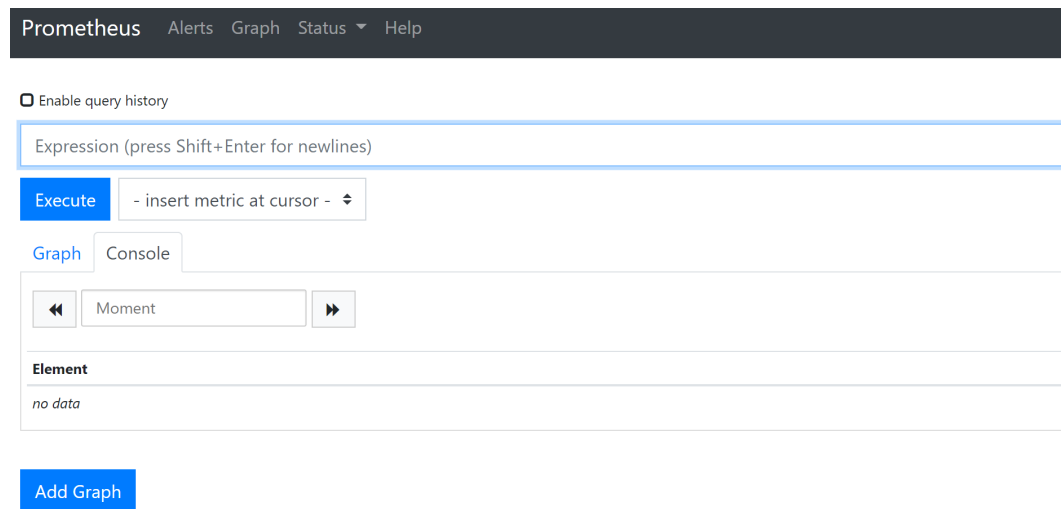 Prometheus Alerts Graph Status Help
Enable query history
Expression (press Shift+Enter for newlines)
Execute - insert metric at cursor -
Graph Console
Moment
Element
no data
Add Graph